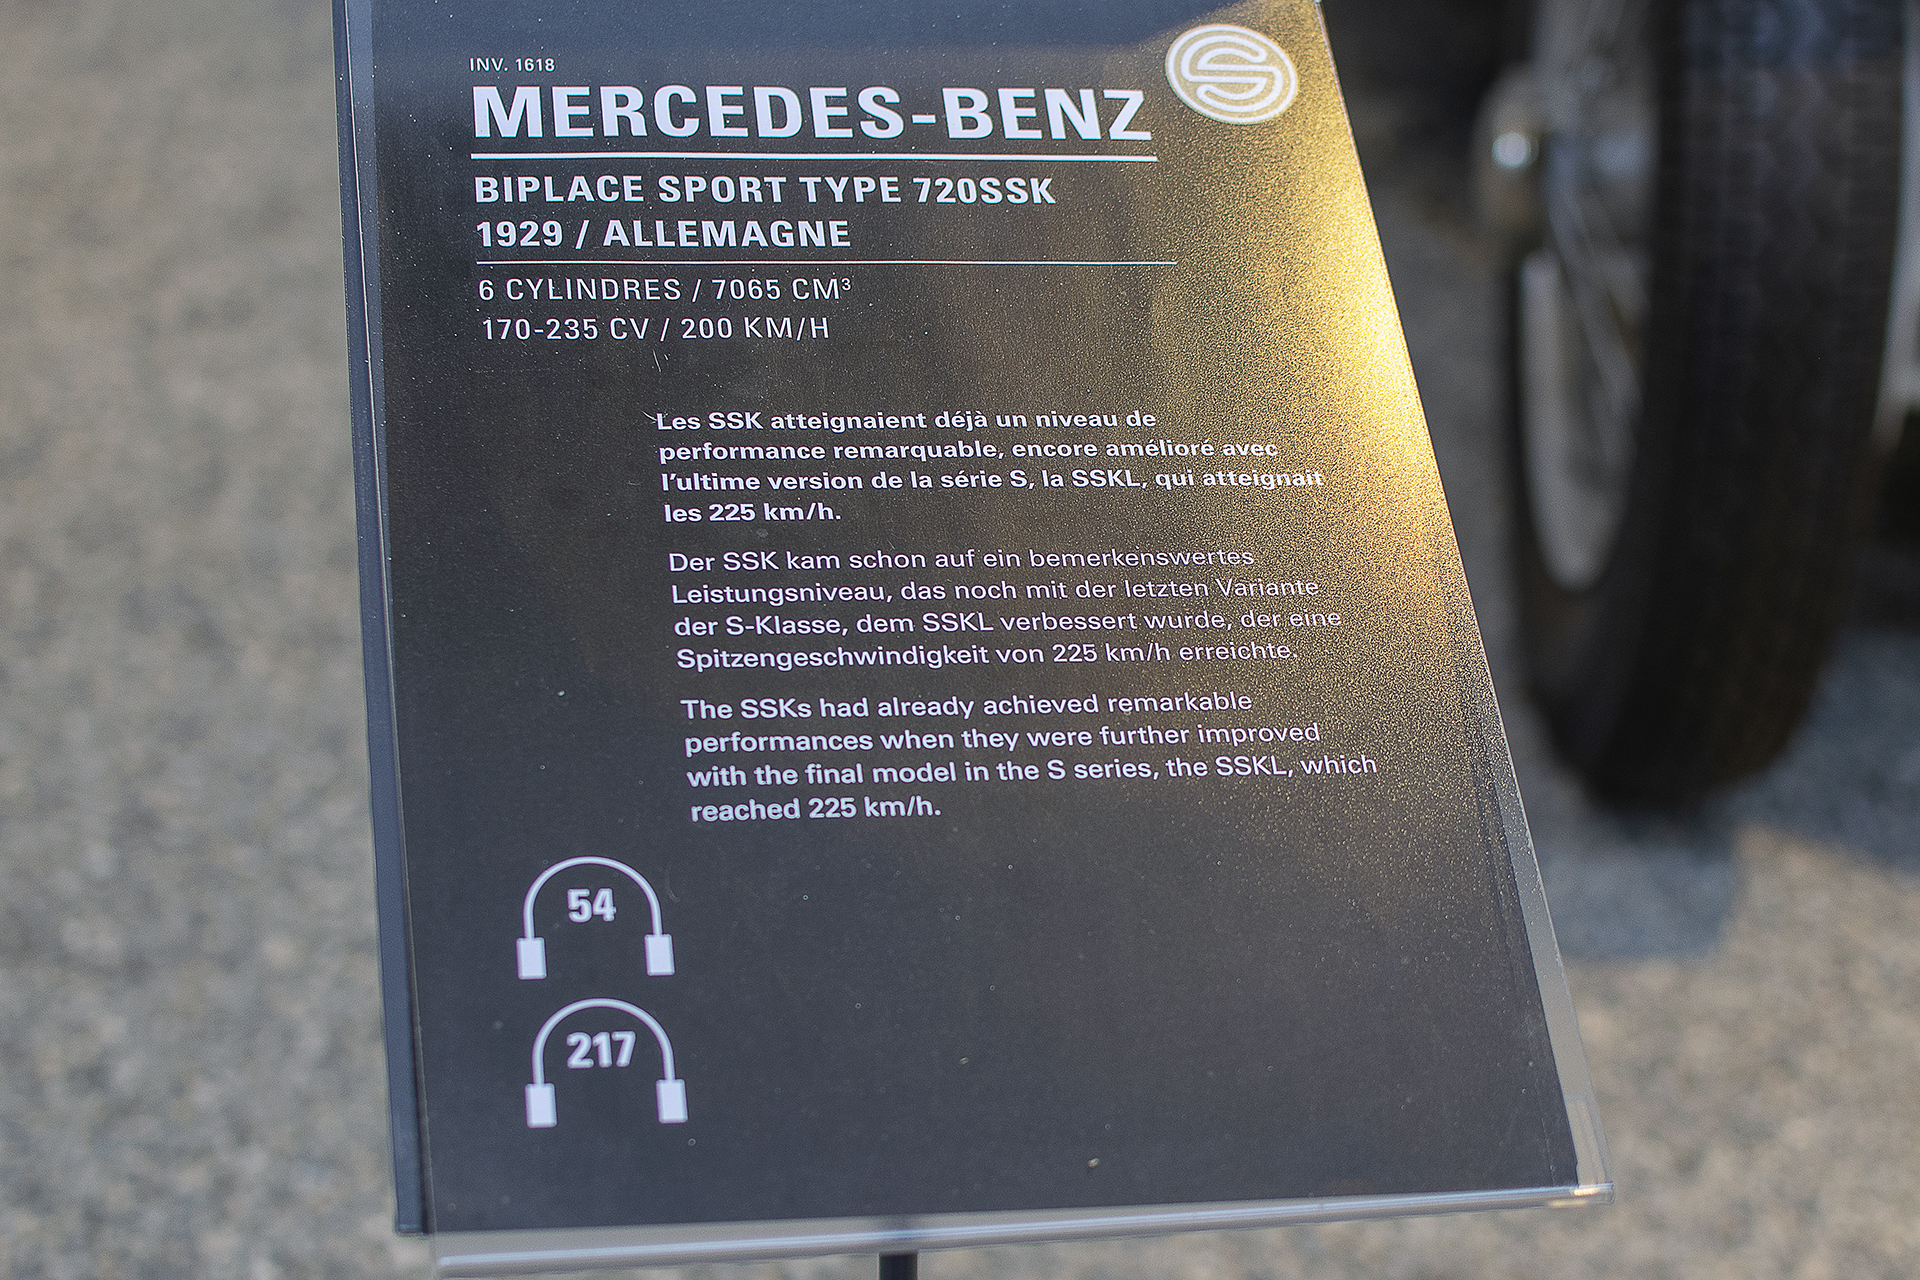 INV. 1618
S
MERCEDES-BENZ
BIPLACE SPORT TYPE 720SSK
1929 / ALLEMAGNE
6 CYLINDRES / 7065 CM³
170-235 CV / 200 KM/H
Les SSK atteignaient déjà un niveau de
performance remarquable, encore amélioré avec
l'ultime version de la série S, la SSKL, qui atteignait
les 225 km/h.
Der SSK kam schon auf ein bemerkenswertes
Leistungsniveau, das noch mit der letzten Variante
der S-Klasse, dem SSKL verbessert wurde, der eine
Spitzengeschwindigkeit von 225 km/h erreichte.
The SSKs had already achieved remarkable
performances when they were further improved
with the final model in the S series, the SSKL, which
reached 225 km/h.
54
217